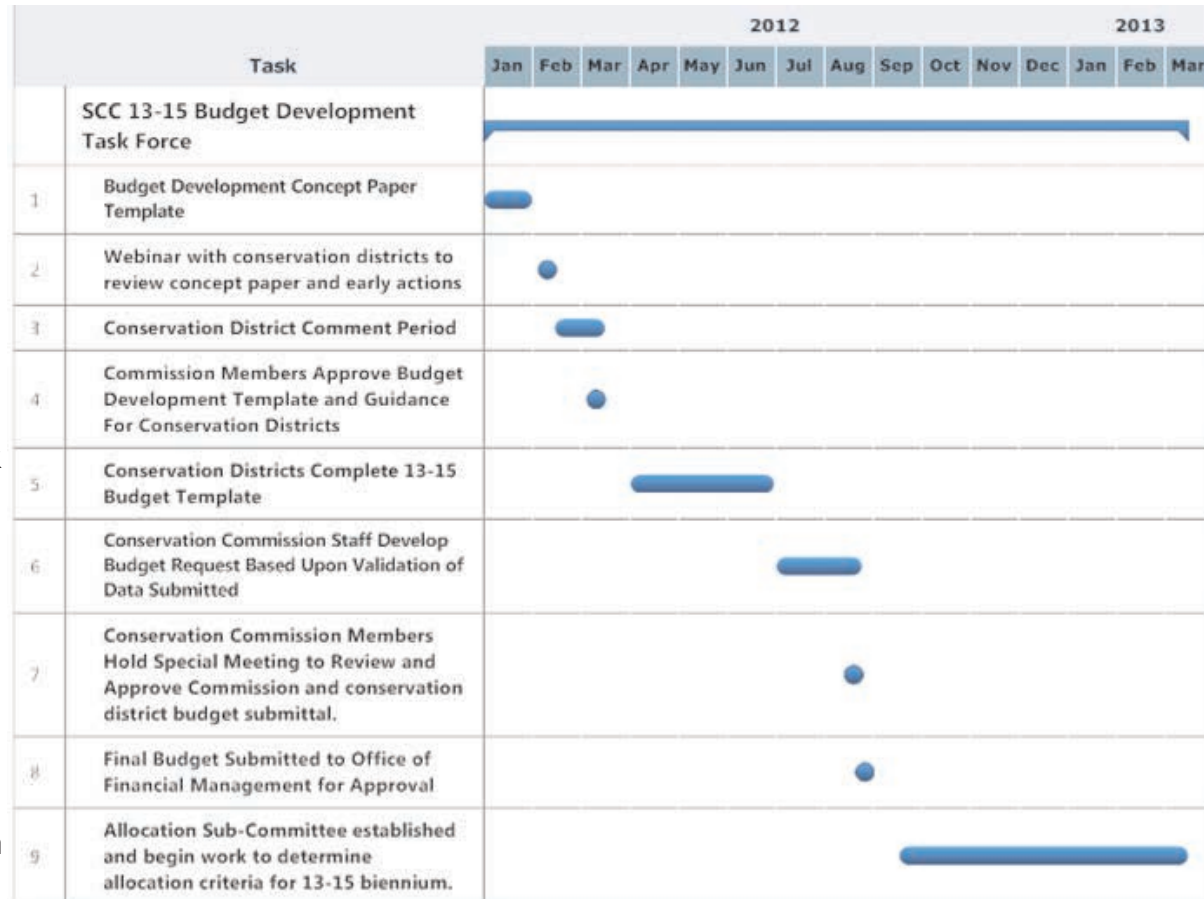 2012 2013
Task Jan Feb Mar Apr May Jun Jul Aug Sep Oct Nov Dec Jan Feb Mar
SCC 13-15 Budget Development
Task Force
1 Budget Development Concept Paper
Template
2 Webinar with conservation districts to
review concept paper and early actions
3 Conservation District Comment Period
4 Commission Members Approve Budget
Development Template and Guidance
For Conservation Districts
5 Conservation Districts Complete 13-15
Budget Template
6 Conservation Commission Staff Develop
Budget Request Based Upon Validation of
Data Submitted
7 Conservation Commission Members
Hold Special Meeting to Review and
Approve Commission and conservation
district budget submittal.
8 Final Budget Submitted to Office of
Financial Management for Approval
9 Allocation Sub-Committee established
and begin work to determine
allocation criteria for 13-15 biennium.